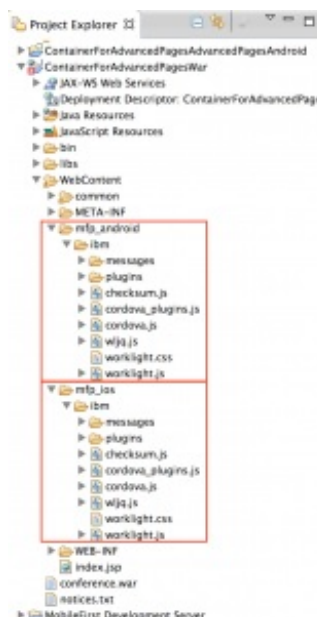 Project Explorer
ContainerForAdvancedPagesAdvancedPagesAndroid
ContainerForAdvancedPagesWar
JAX-WS Web Services
Deployment Descriptor: ContainerForAdvancedPage
Java Resources
JavaScript Resources
bin
libs
WebContent
common
META-INF
mfp_android
ibm
messages
plugins
checksum.js
cordova_plugins.js
cordova.js
wljq.js
worklight.css
worklight.js
mfp_ios
ibm
messages
plugins
checksum.js
cordova_plugins.js
cordova.js
wljq.js
worklight.css
worklight.js
WEB-INF
index.jsp
conference.war
notices.txt
MobileFirst Development Server